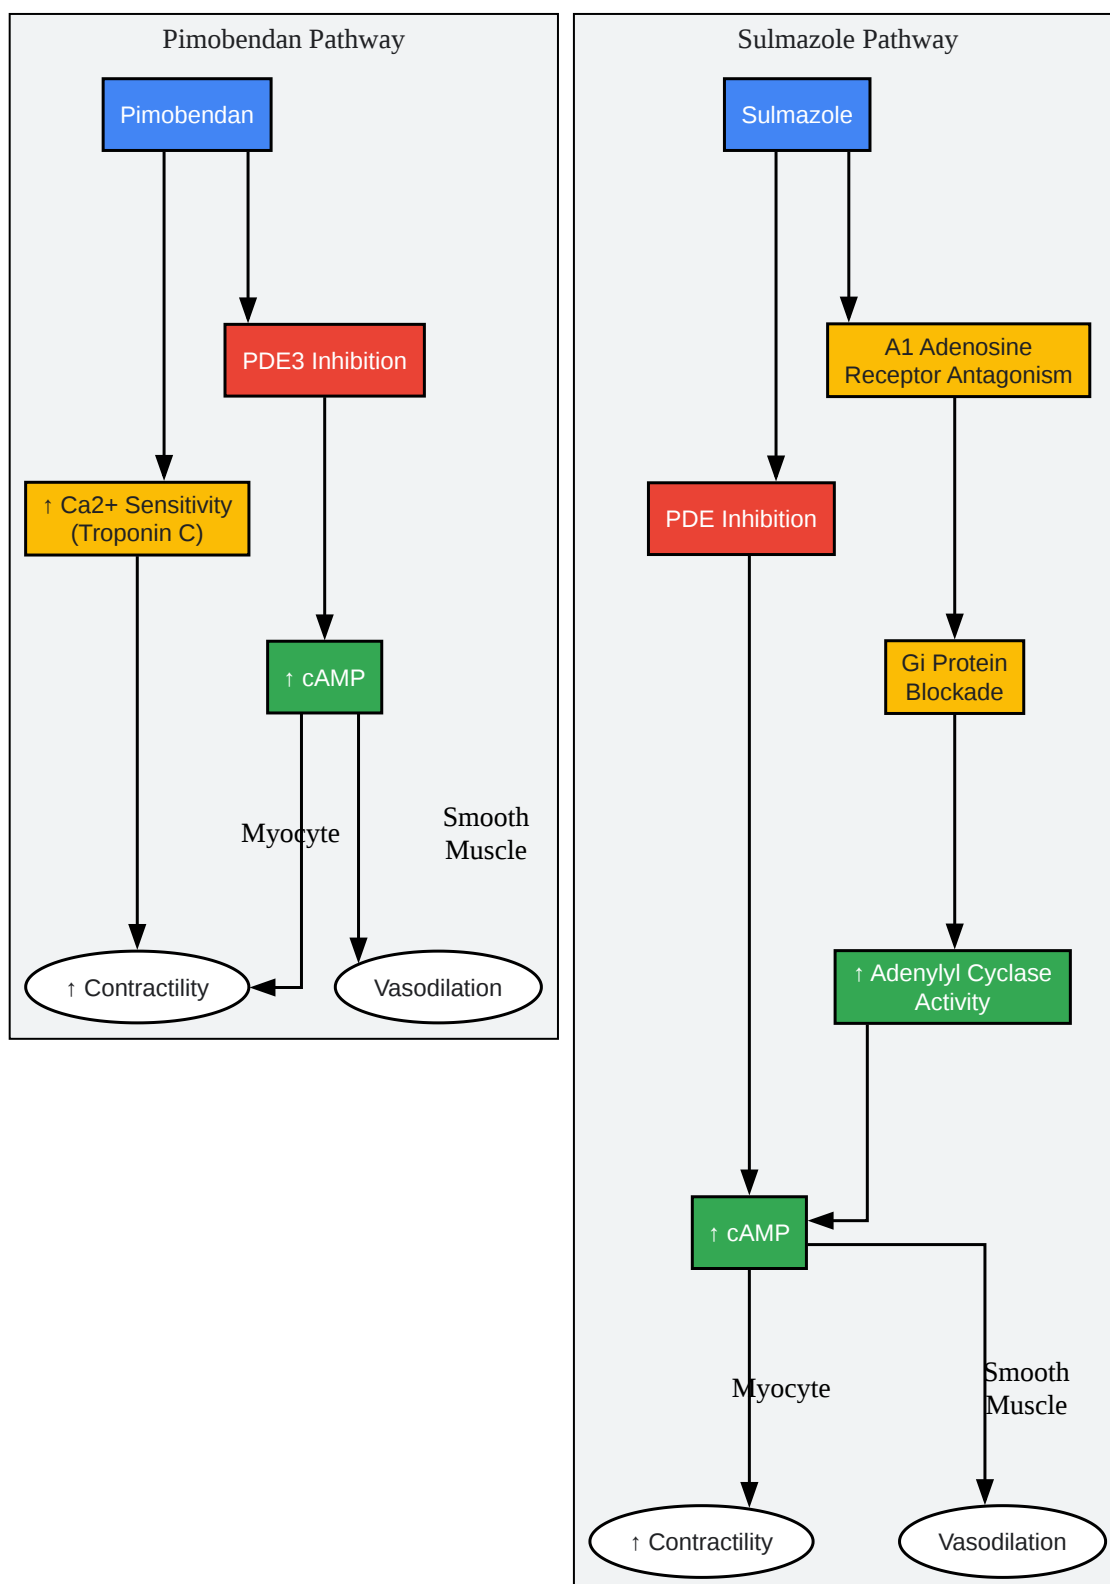 Pimobendan Pathway
Pimobendan
PDE3 Inhibition
↑ Ca2+ Sensitivity
(Troponin C)
↑ cAMP
Myocyte
Smooth
Muscle
↑ Contractility
Vasodilation
Sulmazole Pathway
Sulmazole
A1 Adenosine
Receptor Antagonism
PDE Inhibition
Gi Protein
Blockade
↑ Adenylyl Cyclase
Activity
↑ cAMP
Myocyte
Smooth
Muscle
↑ Contractility
Vasodilation